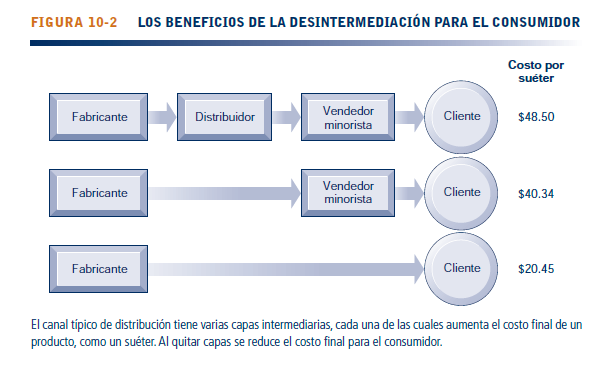 FIGURA 10-2 LOS BENEFICIOS DE LA DESINTERMEDIACIÓN PARA EL CONSUMIDOR
Costo por
suéter
Fabricante
Distribuidor
Vendedor
minorista
Cliente
$48.50
Fabricante
Vendedor
minorista
Cliente
$40.34
Fabricante
Cliente
$20.45
El canal típico de distribución tiene varias capas intermediarias, cada una de las cuales aumenta el costo final de un
producto, como un suéter. Al quitar capas se reduce el costo final para el consumidor.